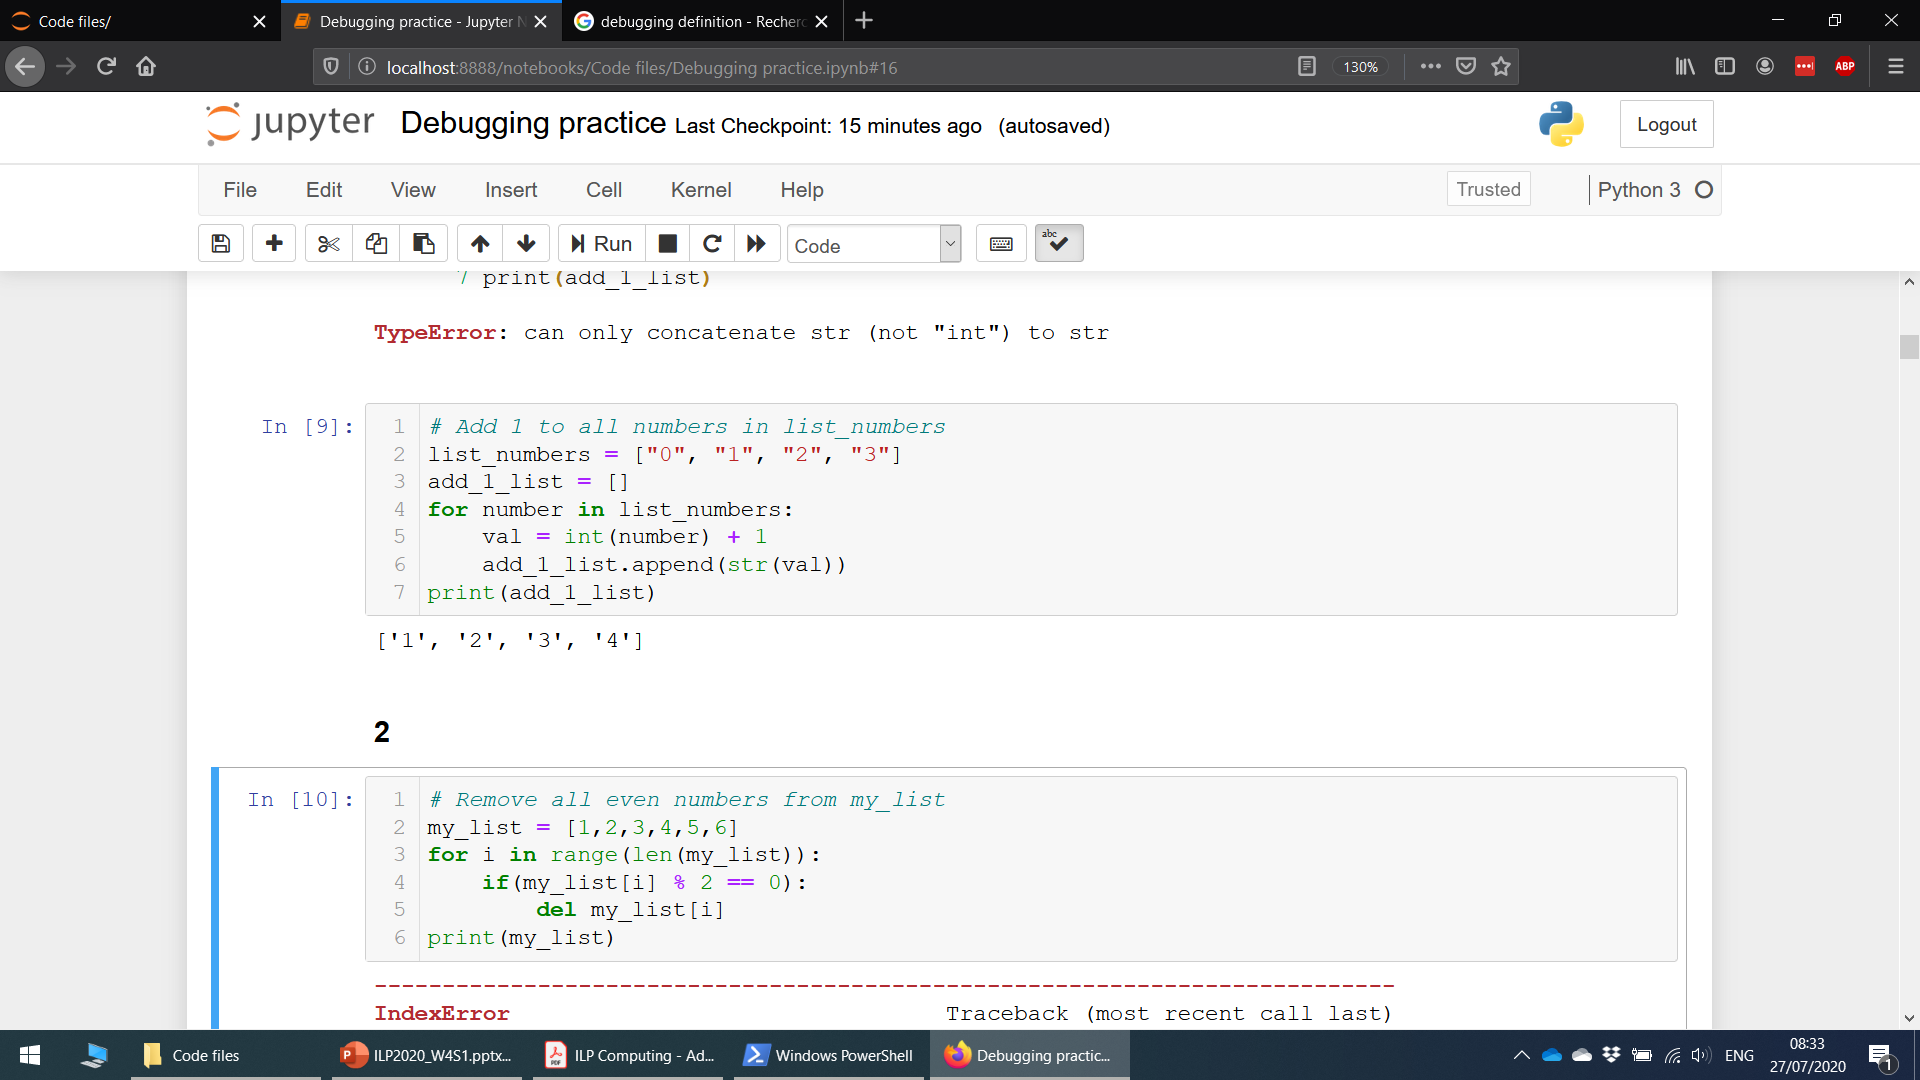 Code files/
Debugging practice - Jupyter N
debugging definition - Recherc
localhost:8888/notebooks/Code files/Debugging practice.ipynb#16
130%
ABP
jupyter
Debugging practice Last Checkpoint: 15 minutes ago (autosaved)
Logout
File Edit View Insert Cell Kernel Help
Trusted
Python 3
Run
Code
abc
7 print(add_1_list)
TypeError: can only concatenate str (not "int") to str
In [9]:
1 # Add 1 to all numbers in list_numbers
2 list_numbers = ["0", "1", "2", "3"]
3 add_1_list = []
4 for number in list_numbers:
5     val = int(number) + 1
6     add_1_list.append(str(val))
7 print(add_1_list)
['1', '2', '3', '4']
2
In [10]:
1 # Remove all even numbers from my_list
2 my_list = [1,2,3,4,5,6]
3 for i in range(len(my_list)):
4     if(my_list[i] % 2 == 0):
5         del my_list[i]
6 print(my_list)
---------------------------------------------------------------------------
IndexError                                Traceback (most recent call last)
Code files
ILP2020_W4S1.pptx...
ILP Computing - Ad...
Windows PowerShell
Debugging practic...
ENG
08:33
27/07/2020
1